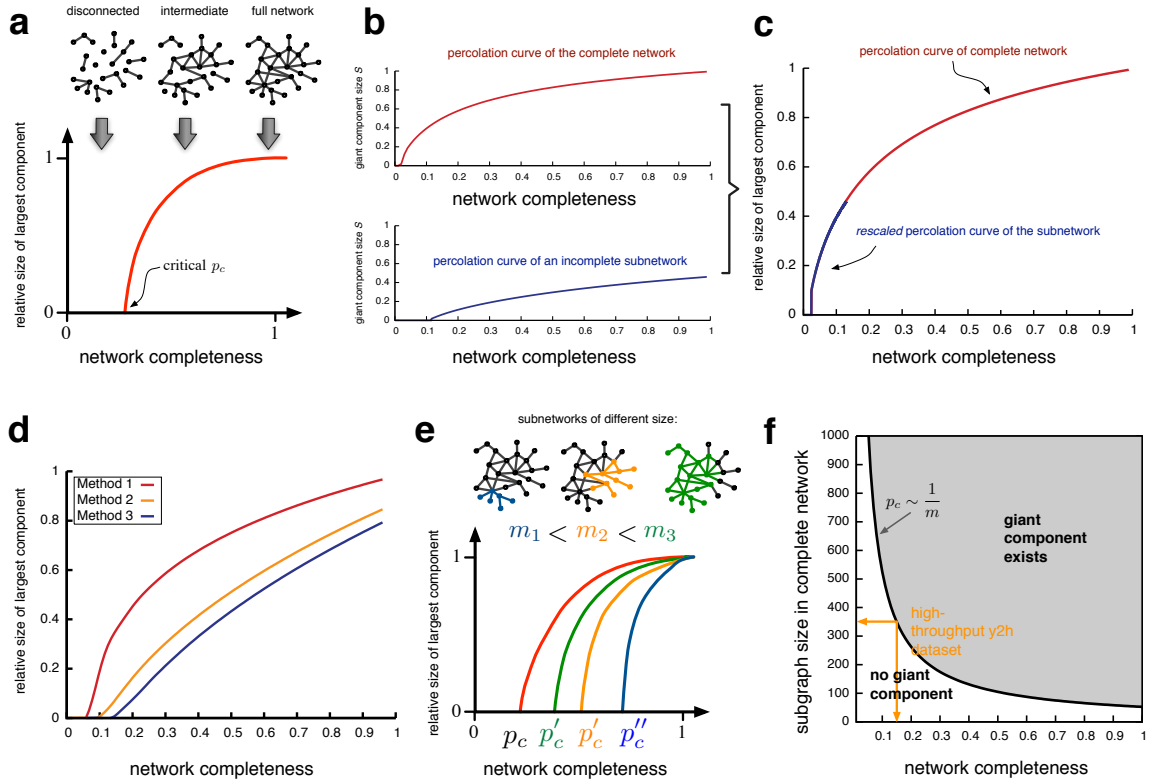 a
disconnected
intermediate
full network
relative size of largest component
1
critical p_c
0
0
1
network completeness
b
percolation curve of the complete network
giant component size S
1
0.8
0.6
0.4
0.2
0
0 0.1 0.2 0.3 0.4 0.5 0.6 0.7 0.8 0.9 1
network completeness
percolation curve of an incomplete subnetwork
giant component size S
1
0.8
0.6
0.4
0.2
0
0 0.1 0.2 0.3 0.4 0.5 0.6 0.7 0.8 0.9 1
network completeness
c
percolation curve of complete network
relative size of largest component
1
0.8
0.6
0.4
0.2
0
rescaled percolation curve of the subnetwork
0 0.1 0.2 0.3 0.4 0.5 0.6 0.7 0.8 0.9 1
network completeness
d
relative size of largest component
1
0.8
0.6
0.4
0.2
0
Method 1
Method 2
Method 3
0 0.1 0.2 0.3 0.4 0.5 0.6 0.7 0.8 0.9 1
network completeness
e
subnetworks of different size:
m_1 < m_2 < m_3
relative size of largest component
1
0
0 p_c p'_c p'_c p''_c 1
network completeness
f
subgraph size in complete network
1000
900
800
700
600
500
400
300
200
100
0
p_c ∼ 1/m
giant
component
exists
high-
throughput y2h
dataset
no giant
component
0.1 0.2 0.3 0.4 0.5 0.6 0.7 0.8 0.9 1
network completeness